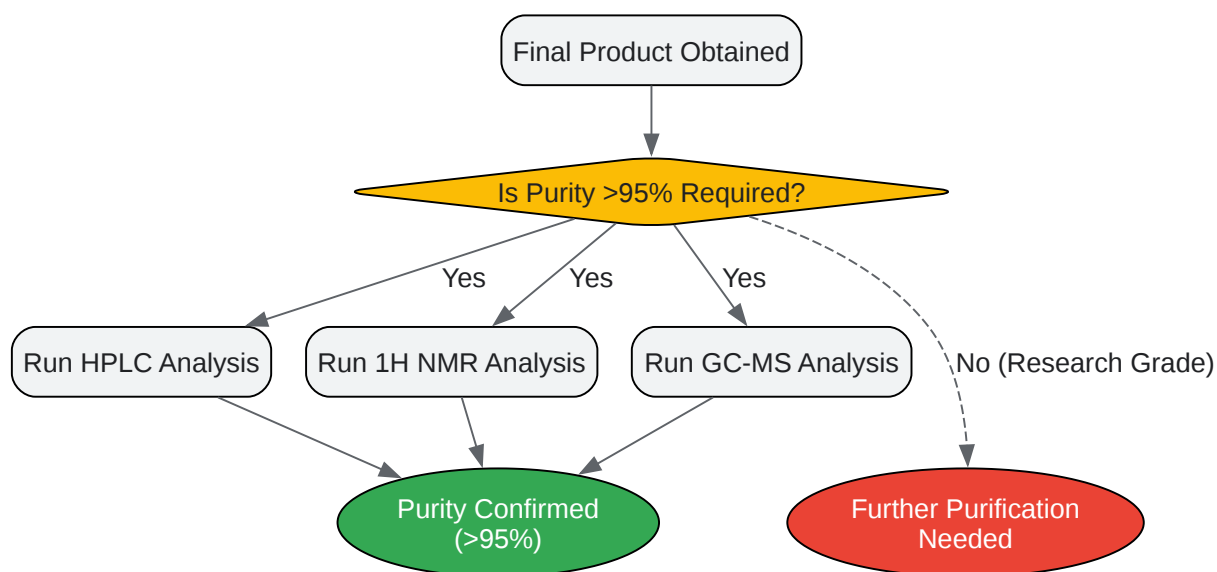 Final Product Obtained
Is Purity >95% Required?
Yes
Yes
Yes
Run HPLC Analysis
Run 1H NMR Analysis
Run GC-MS Analysis
No (Research Grade)
Purity Confirmed
(>95%)
Further Purification
Needed